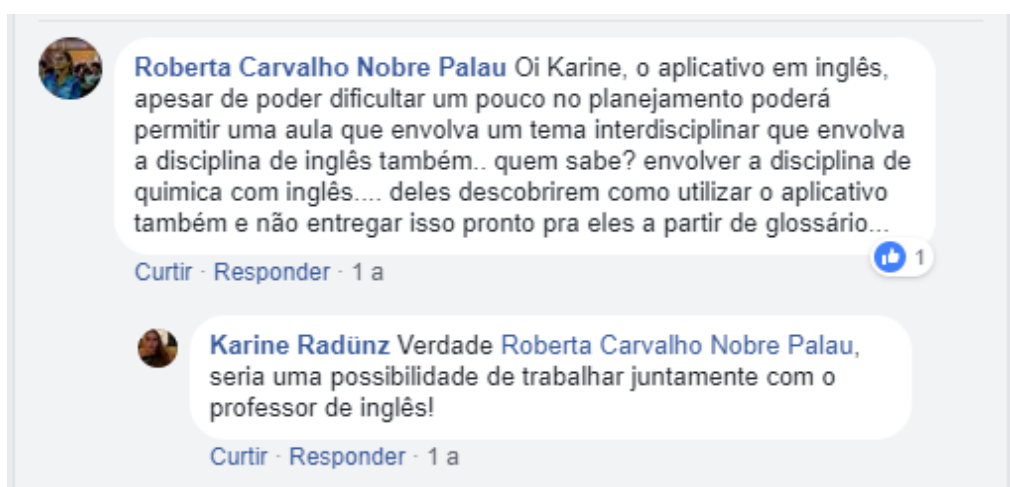 Roberta Carvalho Nobre Palau Oi Karine, o aplicativo em inglês,
apesar de poder dificultar um pouco no planejamento poderá
permitir uma aula que envolva um tema interdisciplinar que envolva
a disciplina de inglês também.. quem sabe? envolver a disciplina de
quimica com inglês.... deles descobrirem como utilizar o aplicativo
também e não entregar isso pronto pra eles a partir de glossário...
1
Curtir · Responder · 1 a
Karine Radünz Verdade Roberta Carvalho Nobre Palau,
seria uma possibilidade de trabalhar juntamente com o
professor de inglês!
Curtir · Responder · 1 a